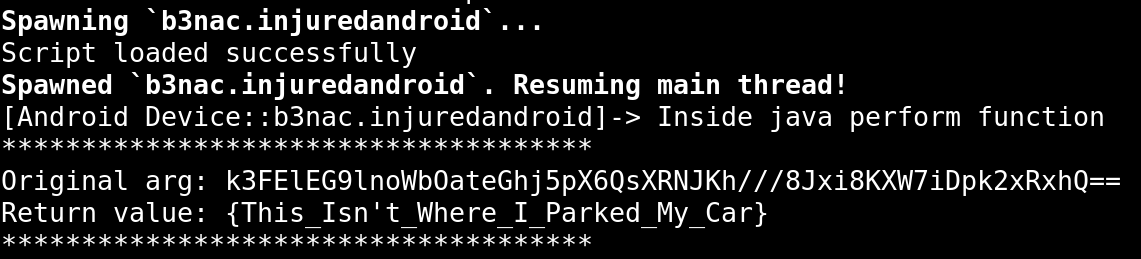 Spawning `b3nac.injuredandroid`...
Script loaded successfully
Spawned `b3nac.injuredandroid`. Resuming main thread!
[Android Device::b3nac.injuredandroid]-> Inside java perform function
*************************************
Original arg: k3FElEG9lnoWbOateGhj5pX6QsXRNJKh///8Jxi8KXW7iDpk2xRxhQ==
Return value: {This_Isn't_Where_I_Parked_My_Car}
*************************************